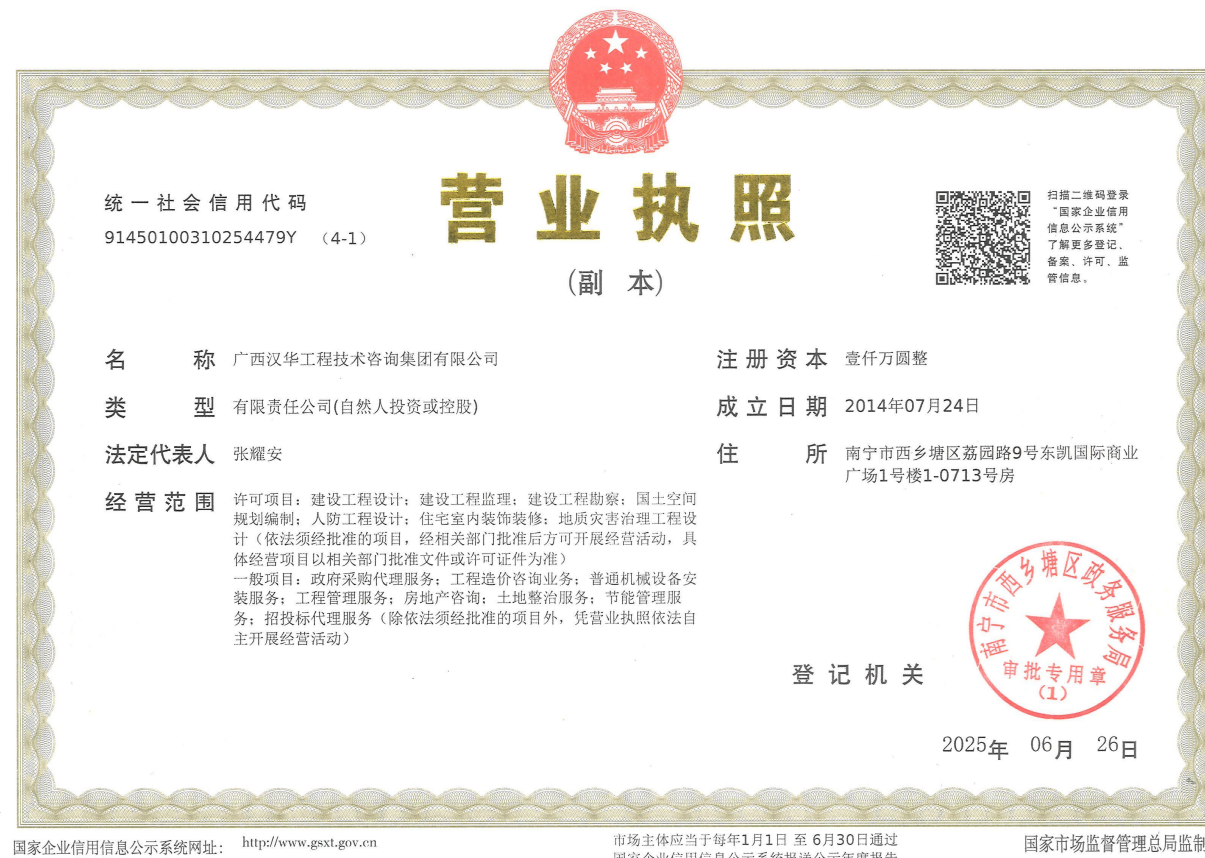 统一社会信用代码
91450100310254479Y （4-1）
营业执照
(副 本)
扫描二维码登录
“国家企业信用
信息公示系统”
了解更多登记、
备案、许可、监
管信息。
名 称 广西汉华工程技术咨询集团有限公司
类 型 有限责任公司(自然人投资或控股)
法定代表人 张耀安
经营范围 许可项目：建设工程设计；建设工程监理；建设工程勘察；国土空间
规划编制；人防工程设计；住宅室内装饰装修；地质灾害治理工程设
计（依法须经批准的项目，经相关部门批准后方可开展经营活动，具
体经营项目以相关部门批准文件或许可证件为准）
一般项目：政府采购代理服务；工程造价咨询业务；普通机械设备安
装服务；工程管理服务；房地产咨询；土地整治服务；节能管理服
务；招投标代理服务（除依法须经批准的项目外，凭营业执照依法自
主开展经营活动）
注册资本 壹仟万圆整
成立日期 2014年07月24日
住 所 南宁市西乡塘区荔园路9号东凯国际商业
广场1号楼1-0713号房
登记机关
南宁市西乡塘区政务服务局
审批专用章
(1)
2025年 06月 26日
国家企业信用信息公示系统网址： http://www.gsxt.gov.cn
市场主体应当于每年1月1日 至 6月30日通过
国家企业信用信息公示系统报送公示年度报告
国家市场监督管理总局监制